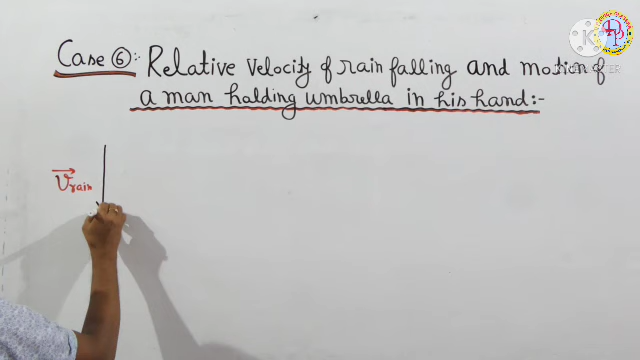 Case ⑥:- Relative velocity of rain falling and motion of
a man holding umbrella in his hand:-
V rain